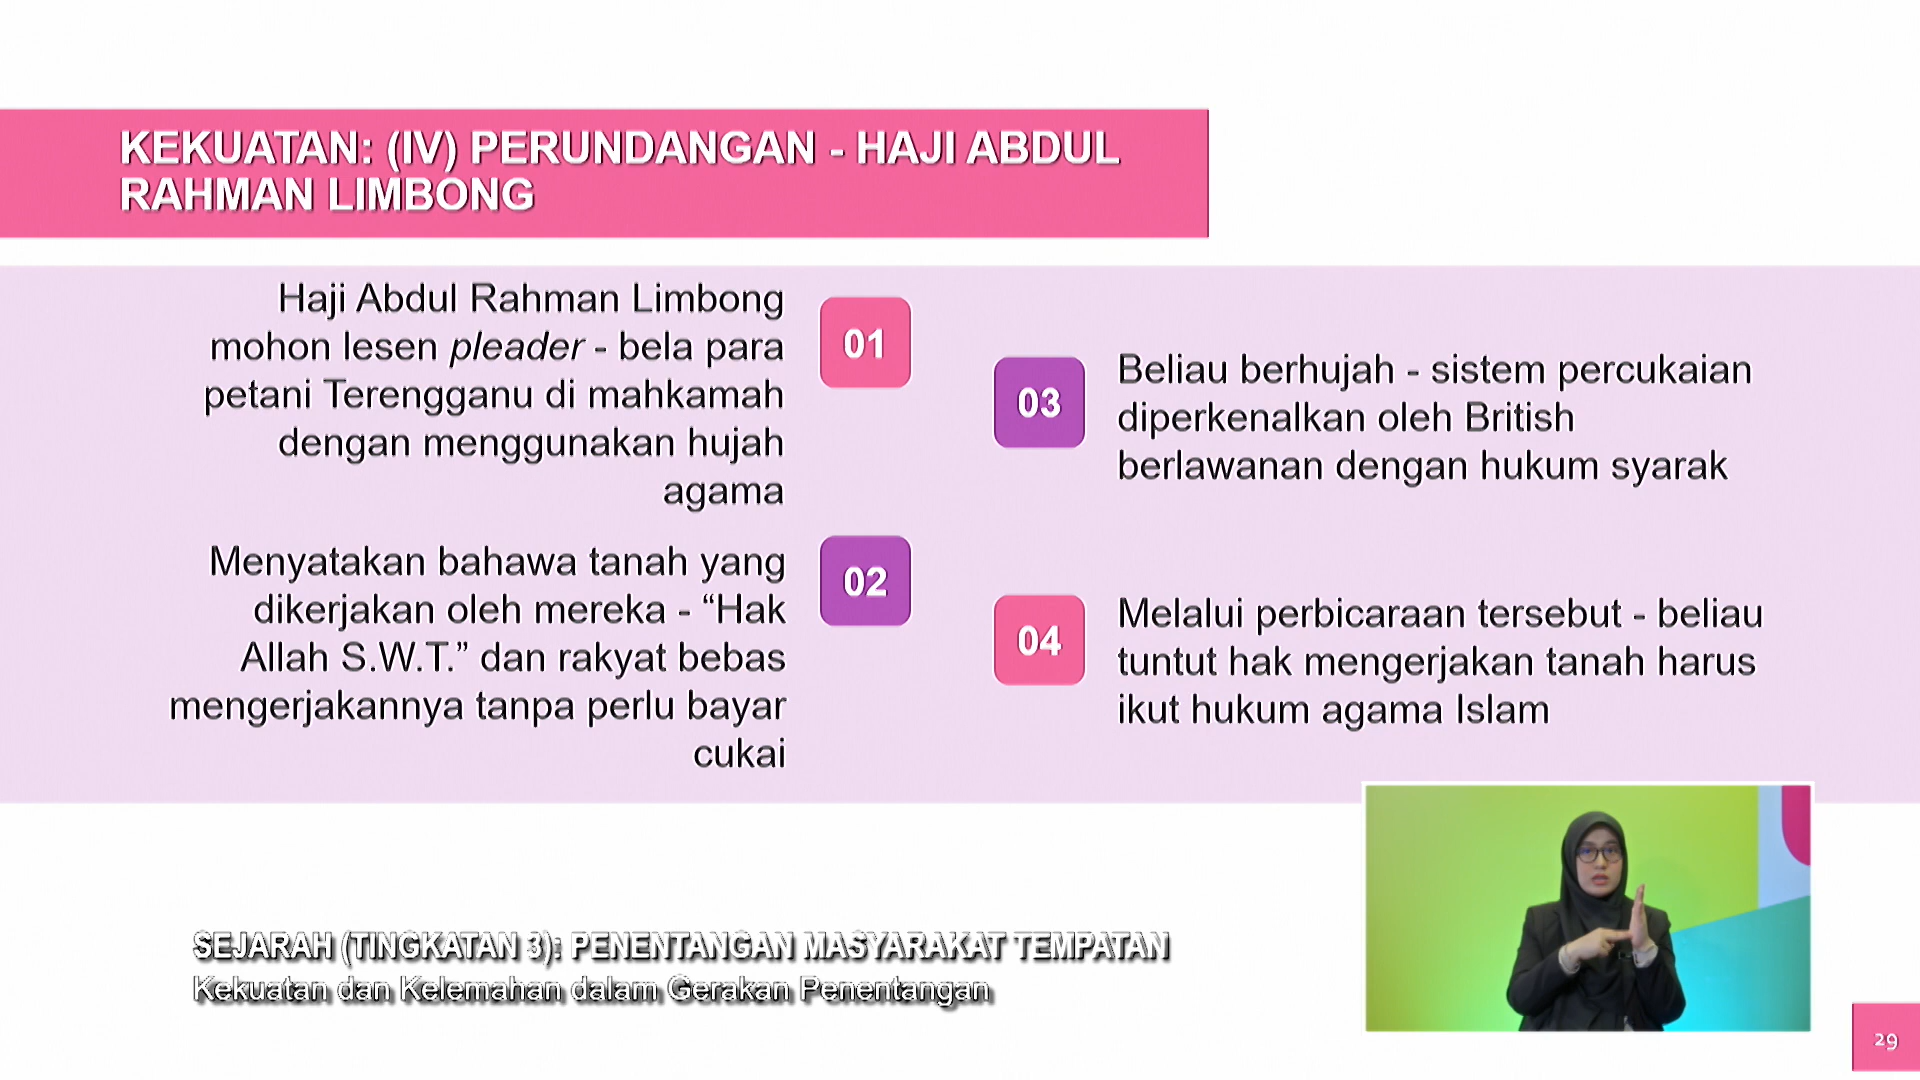 KEKUATAN: (IV) PERUNDANGAN - HAJI ABDUL
RAHMAN LIMBONG
Haji Abdul Rahman Limbong
mohon lesen pleader - bela para
petani Terengganu di mahkamah
dengan menggunakan hujah
agama
01
Menyatakan bahawa tanah yang
dikerjakan oleh mereka - “Hak
Allah S.W.T.” dan rakyat bebas
mengerjakannya tanpa perlu bayar
cukai
02
03
Beliau berhujah - sistem percukaian
diperkenalkan oleh British
berlawanan dengan hukum syarak
04
Melalui perbicaraan tersebut - beliau
tuntut hak mengerjakan tanah harus
ikut hukum agama Islam
SEJARAH (TINGKATAN 3): PENENTANGAN MASYARAKAT TEMPATAN
Kekuatan dan Kelemahan dalam Gerakan Penentangan
29